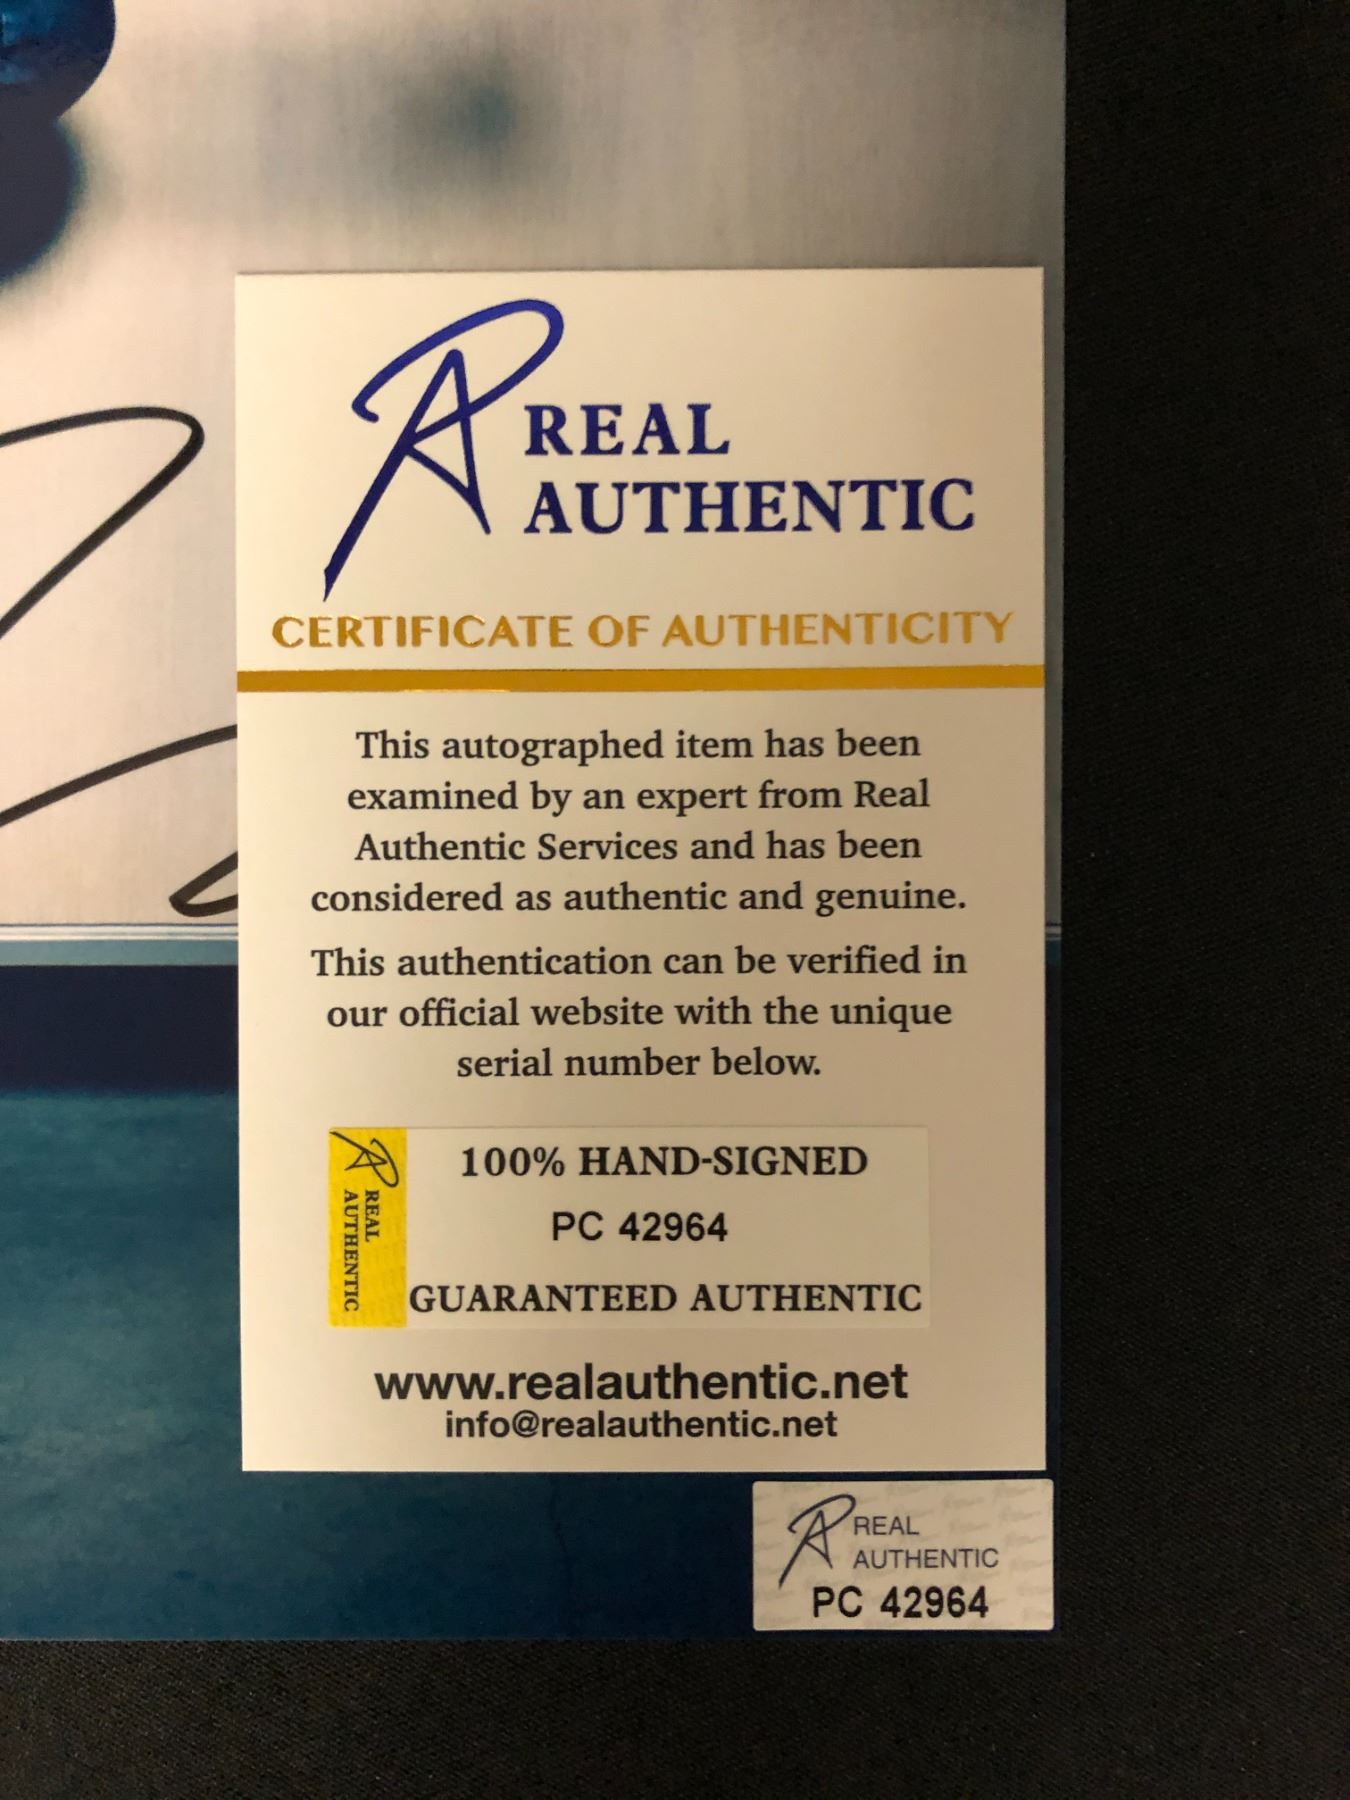 REAL
AUTHENTIC
CERTIFICATE OF AUTHENTICITY
This autographed item has been
examined by an expert from Real
Authentic Services and has been
considered as authentic and genuine.
This authentication can be verified in
our official website with the unique
serial number below.
REAL
AUTHENTIC
100% HAND-SIGNED
PC 42964
GUARANTEED AUTHENTIC
www.realauthentic.net
info@realauthentic.net
REAL
AUTHENTIC
PC 42964